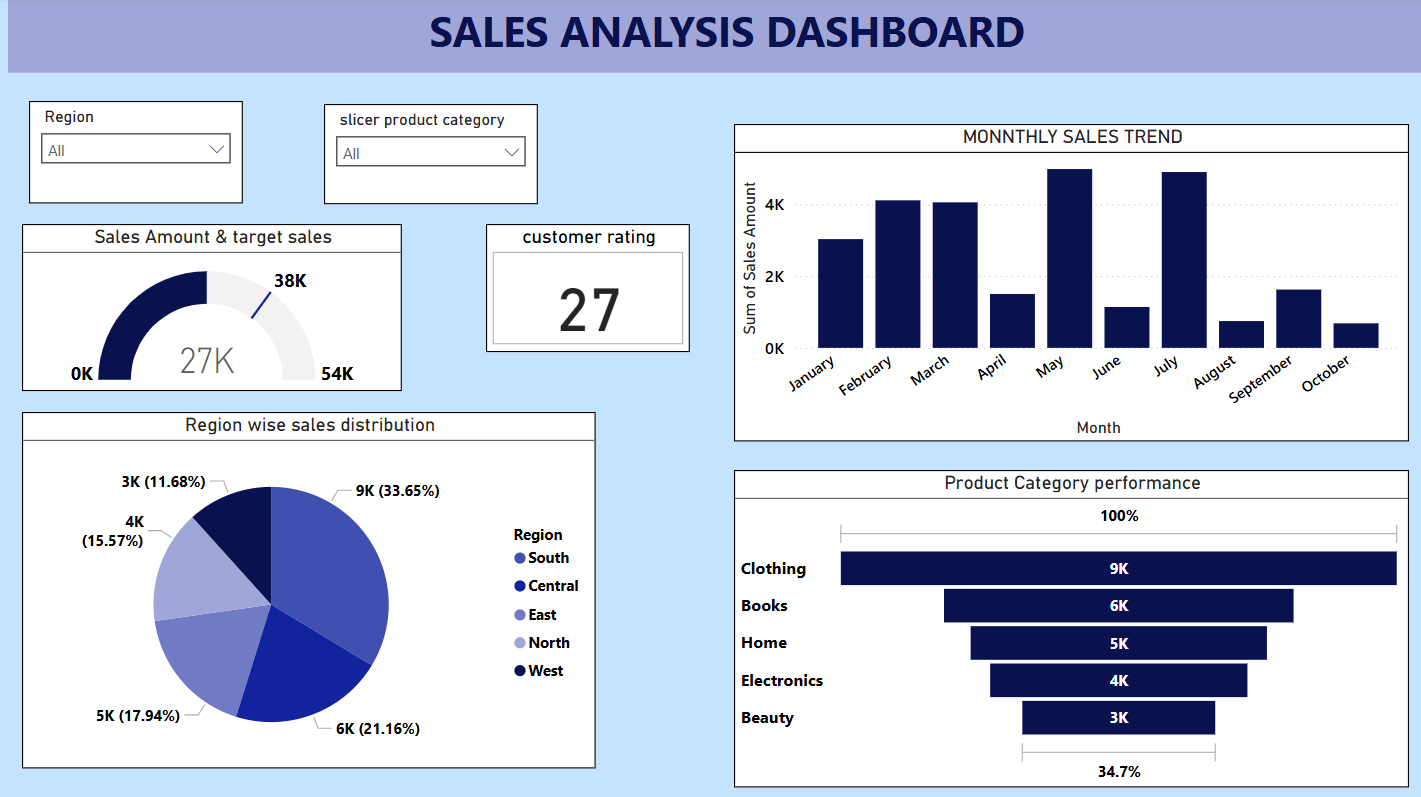 SALES ANALYSIS DASHBOARD
Region
All
slicer product category
All
Sales Amount & target sales
38K
27K
0K
54K
customer rating
27
Region wise sales distribution
3K (11.68%)
9K (33.65%)
4K
(15.57%)
5K (17.94%)
6K (21.16%)
Region
South
Central
East
North
West
MONNTHLY SALES TREND
Sum of Sales Amount
4K
2K
0K
January
February
March
April
May
June
July
August
September
October
Month
Product Category performance
100%
Clothing 9K
Books 6K
Home 5K
Electronics 4K
Beauty 3K
34.7%